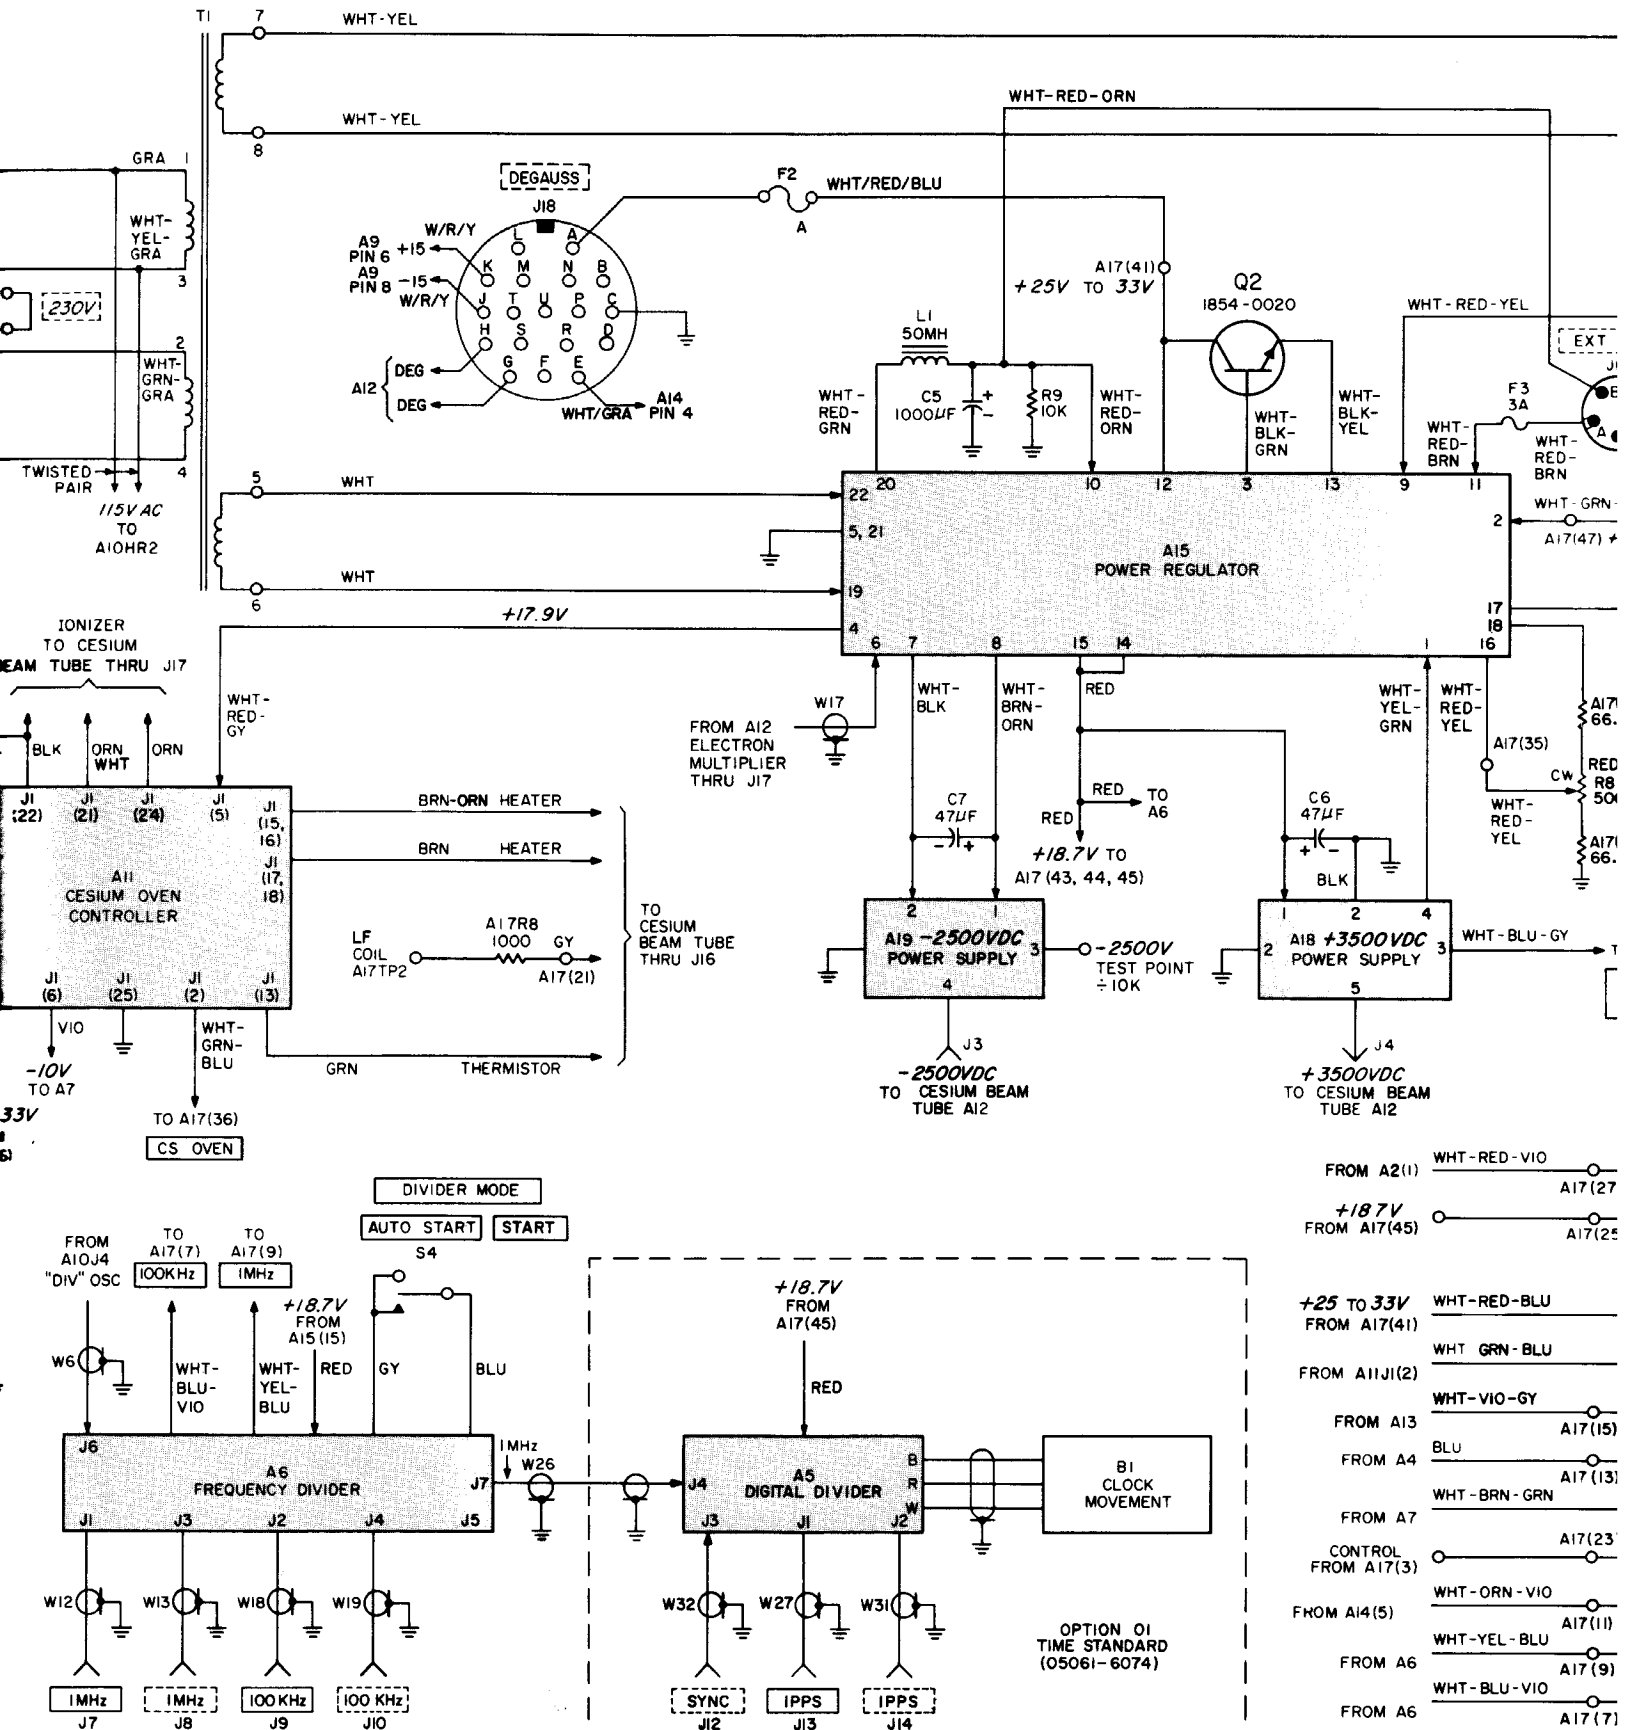 T1
7
WHT-YEL
WHT-YEL
8
WHT-RED-ORN
GRA
1
WHT-
YEL-
GRA
3
230V
2
WHT-
GRN-
GRA
4
TWISTED
PAIR
115V AC
TO
A10HR2
DEGAUSS
J18
W/R/Y
A9
PIN 6
+15
A9
PIN 8
-15
W/R/Y
L
A
K
M
N
B
J
T
U
P
C
H
S
R
D
G
F
E
A12
DEG
DEG
WHT/GRA
A14
PIN 4
F2
A
WHT/RED/BLU
A17(41)
+25V TO 33V
Q2
1854-0020
WHT-RED-YEL
EXT
F3
3A
B
A
L1
50MH
WHT-
RED-
GRN
C5
1000µF
+
-
R9
10K
WHT-
RED-
ORN
WHT-
BLK-
GRN
WHT-
BLK-
YEL
WHT-
RED-
BRN
WHT-
RED-
BRN
5
WHT
WHT
6
20
10
12
3
13
9
11
22
5, 21
19
4
2
17
18
16
A15
POWER REGULATOR
6
7
8
15
14
1
WHT-GRN-
A17(47) +
+17.9V
IONIZER
TO CESIUM
BEAM TUBE THRU J17
WHT-
RED-
GY
BLK
ORN
WHT
ORN
J1
(22)
J1
(21)
J1
(24)
J1
(5)
J1
(15,
16)
J1
(17,
18)
A11
CESIUM OVEN
CONTROLLER
J1
(6)
J1
(25)
J1
(2)
J1
(13)
BRN-ORN HEATER
BRN HEATER
LF
COIL
A17TP2
A17R8
1000
GY
A17(21)
TO
CESIUM
BEAM TUBE
THRU J16
GRN THERMISTOR
VIO
-10V
TO A7
33V
WHT-
GRN-
BLU
TO A17(36)
CS OVEN
FROM A12
ELECTRON
MULTIPLIER
THRU J17
W17
WHT-
BLK
WHT-
BRN-
ORN
RED
C7
47µF
- +
RED
TO
A6
RED
+18.7V TO
A17 (43, 44, 45)
C6
47µF
+ -
BLK
WHT-
YEL-
GRN
WHT-
RED-
YEL
A17(35)
WHT-
RED-
YEL
CW
66.
RED
R8
66.
2
1
A19 -2500VDC
POWER SUPPLY
3
4
-2500V
TEST POINT
÷10K
J3
-2500VDC
TO CESIUM BEAM
TUBE A12
1
2
4
2
A18 +3500VDC
POWER SUPPLY
3
5
WHT-BLU-GY
J4
+3500VDC
TO CESIUM BEAM
TUBE A12
DIVIDER MODE
AUTO START
START
S4
FROM
A10J4
"DIV" OSC
TO
A17(7)
100KHz
TO
A17(9)
1MHz
+18.7V
FROM
A15(15)
W6
WHT-
BLU-
VIO
WHT-
YEL-
BLU
RED
GY
BLU
J6
A6
FREQUENCY DIVIDER
J7
J1
J3
J2
J4
J5
1MHz
W26
W12
W13
W18
W19
1MHz
J7
1MHz
J8
100 KHz
J9
100 KHz
J10
+18.7V
FROM
A17(45)
RED
J4
A5
DIGITAL DIVIDER
B
R
W
J3
J1
J2
B1
CLOCK
MOVEMENT
W32
W27
W31
SYNC
J12
1PPS
J13
1PPS
J14
OPTION 01
TIME STANDARD
(05061-6074)
FROM A2(1)
WHT-RED-VIO
A17(27
+18 7V
FROM A17(45)
A17(25
+25 TO 33V
FROM A17(41)
WHT-RED-BLU
WHT GRN-BLU
FROM A11J1(2)
WHT-VIO-GY
FROM A13
A17(15)
BLU
FROM A4
A17(13)
WHT-BRN-GRN
FROM A7
CONTROL
FROM A17(3)
A17(23
WHT-ORN-VIO
FROM A14(5)
A17(11)
WHT-YEL-BLU
FROM A6
A17(9)
WHT-BLU-VIO
FROM A6
A17(7)